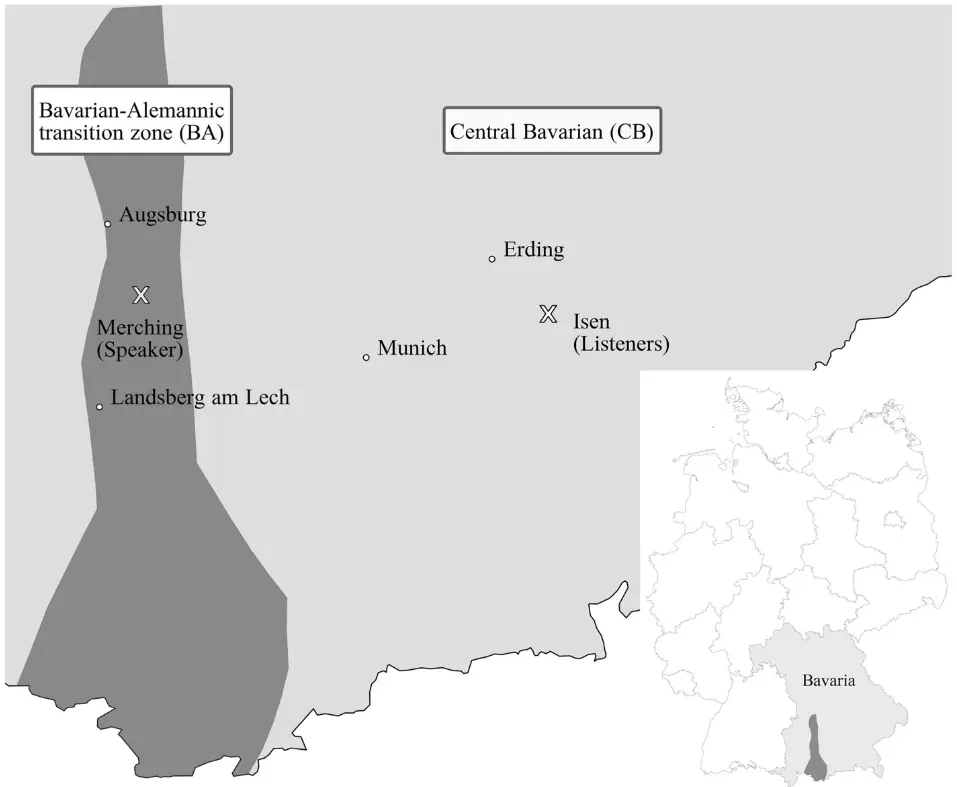 Bavarian-Alemannic
transition zone (BA)
Central Bavarian (CB)
Augsburg
Erding
X
Merching
(Speaker)
X
Isen
(Listeners)
Munich
Landsberg am Lech
Bavaria